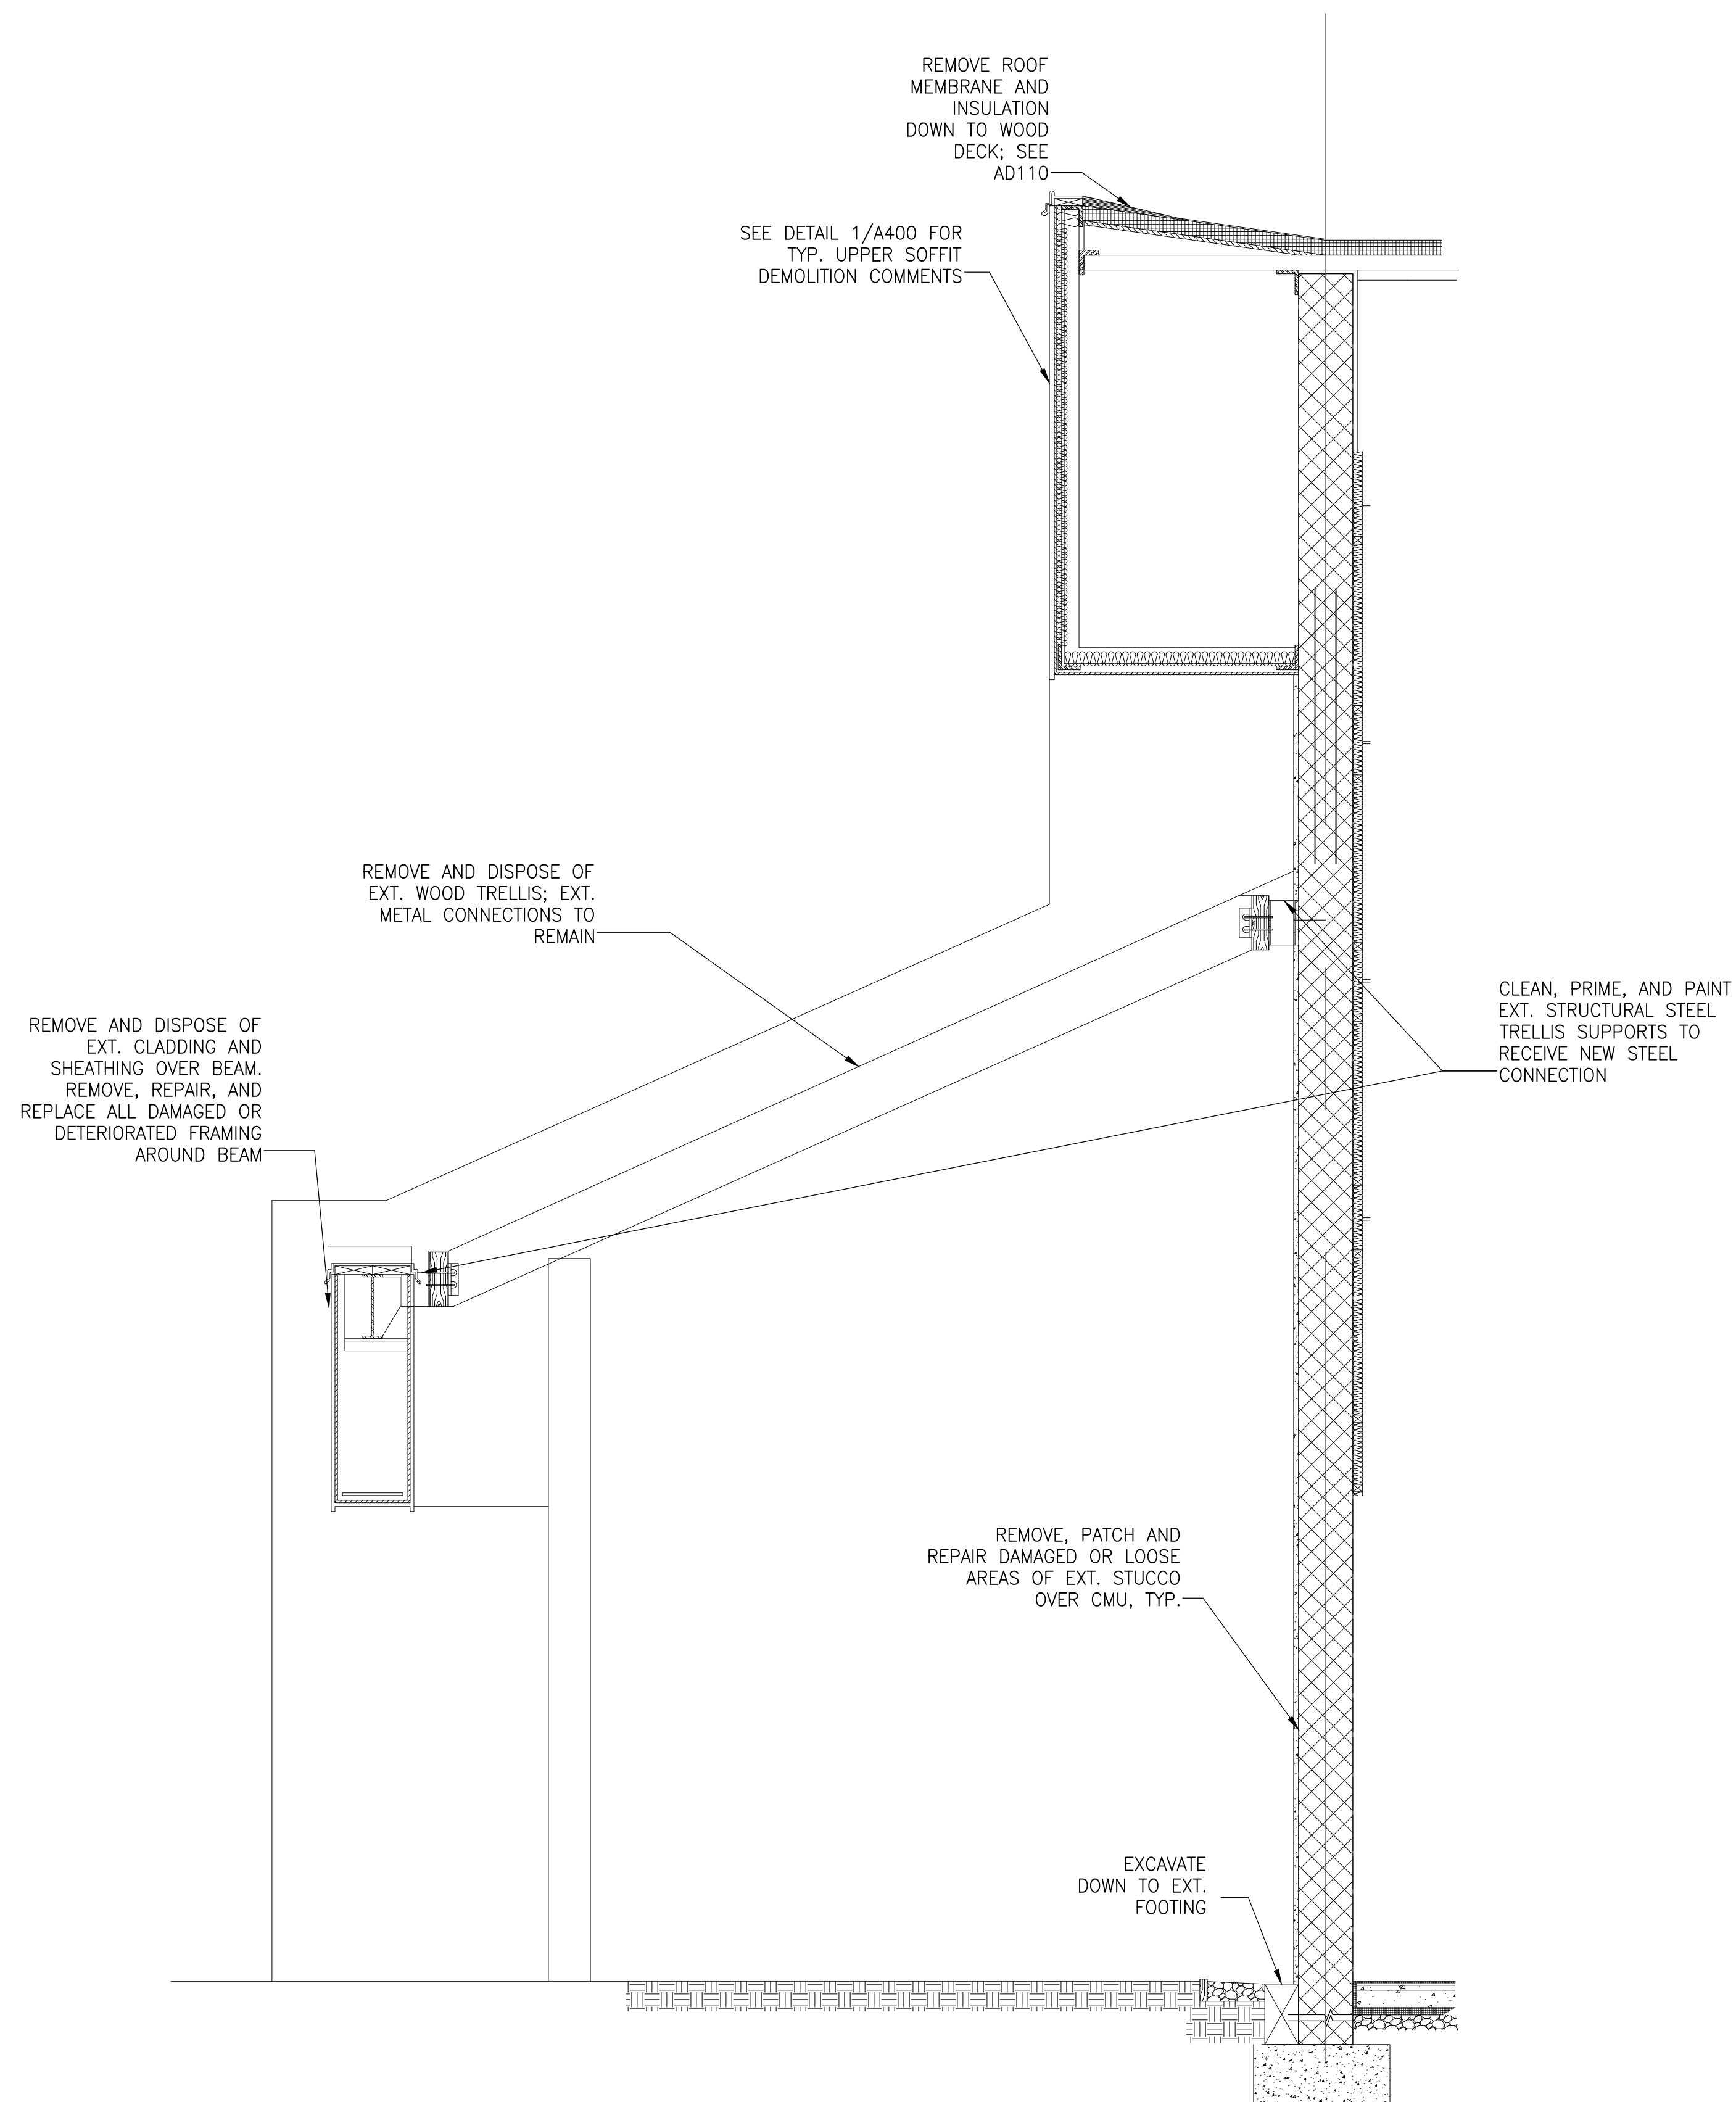 REMOVE ROOF
MEMBRANE AND
INSULATION
DOWN TO WOOD
DECK; SEE
AD110
SEE DETAIL 1/A400 FOR
TYP. UPPER SOFFIT
DEMOLITION COMMENTS
REMOVE AND DISPOSE OF
EXT. WOOD TRELLIS; EXT.
METAL CONNECTIONS TO
REMAIN
CLEAN, PRIME, AND PAINT
EXT. STRUCTURAL STEEL
TRELLIS SUPPORTS TO
RECEIVE NEW STEEL
CONNECTION
REMOVE AND DISPOSE OF
EXT. CLADDING AND
SHEATHING OVER BEAM.
REMOVE, REPAIR, AND
REPLACE ALL DAMAGED OR
DETERIORATED FRAMING
AROUND BEAM
REMOVE, PATCH AND
REPAIR DAMAGED OR LOOSE
AREAS OF EXT. STUCCO
OVER CMU, TYP.
EXCAVATE
DOWN TO EXT.
FOOTING